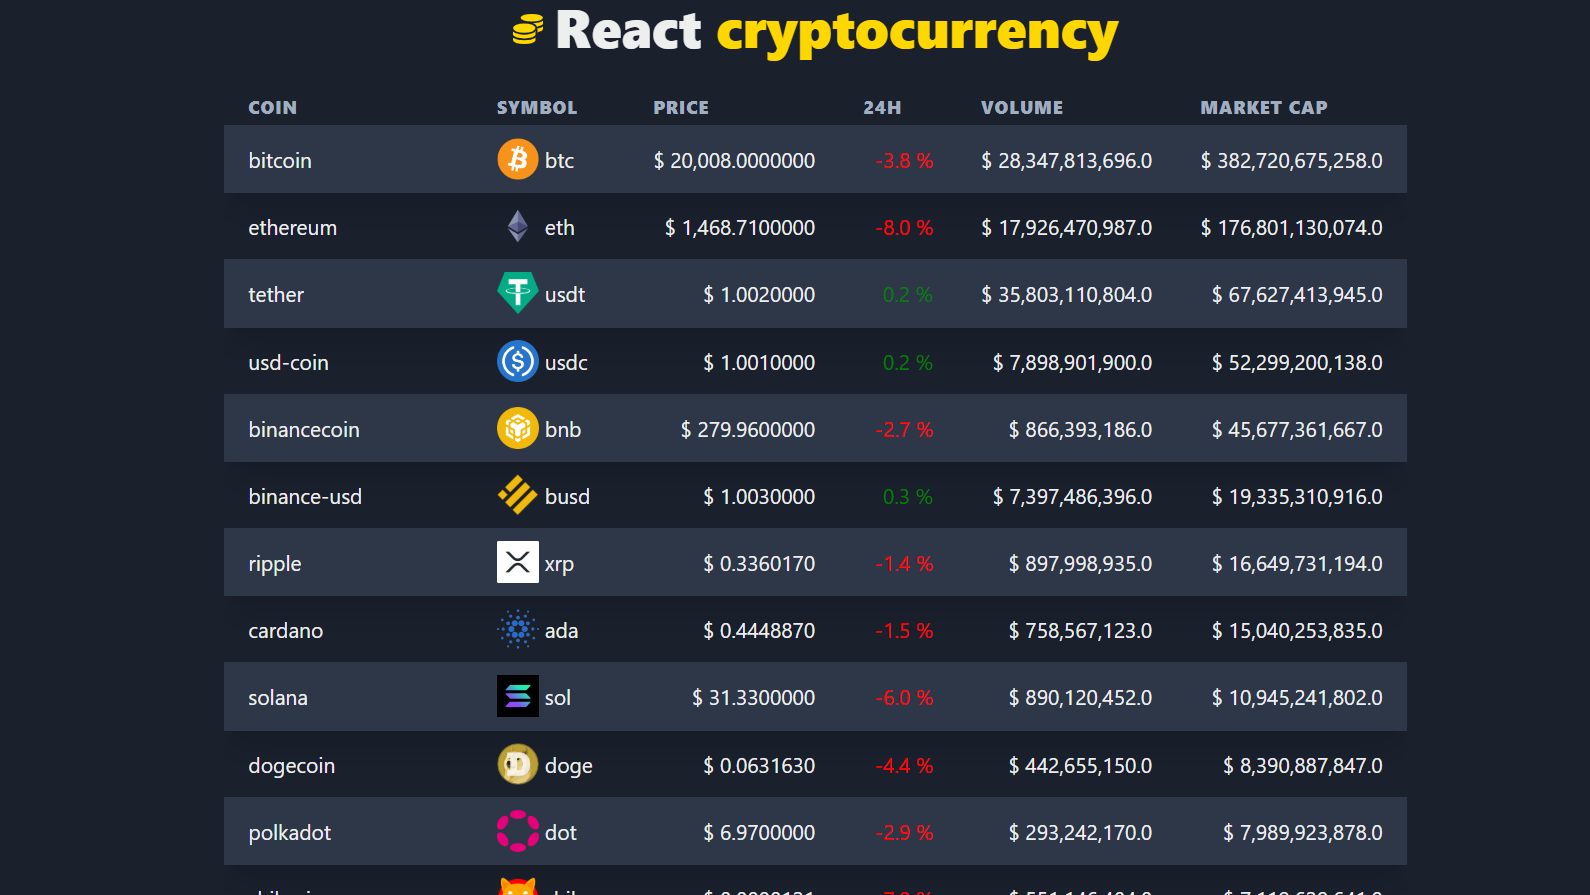 React cryptocurrency
COIN SYMBOL PRICE 24H VOLUME MARKET CAP
bitcoin btc $ 20,008.0000000 -3.8 % $ 28,347,813,696.0 $ 382,720,675,258.0
ethereum eth $ 1,468.7100000 -8.0 % $ 17,926,470,987.0 $ 176,801,130,074.0
tether usdt $ 1.0020000 0.2 % $ 35,803,110,804.0 $ 67,627,413,945.0
usd-coin usdc $ 1.0010000 0.2 % $ 7,898,901,900.0 $ 52,299,200,138.0
binancecoin bnb $ 279.9600000 -2.7 % $ 866,393,186.0 $ 45,677,361,667.0
binance-usd busd $ 1.0030000 0.3 % $ 7,397,486,396.0 $ 19,335,310,916.0
ripple xrp $ 0.3360170 -1.4 % $ 897,998,935.0 $ 16,649,731,194.0
cardano ada $ 0.4448870 -1.5 % $ 758,567,123.0 $ 15,040,253,835.0
solana sol $ 31.3300000 -6.0 % $ 890,120,452.0 $ 10,945,241,802.0
dogecoin doge $ 0.0631630 -4.4 % $ 442,655,150.0 $ 8,390,887,847.0
polkadot dot $ 6.9700000 -2.9 % $ 293,242,170.0 $ 7,989,923,878.0